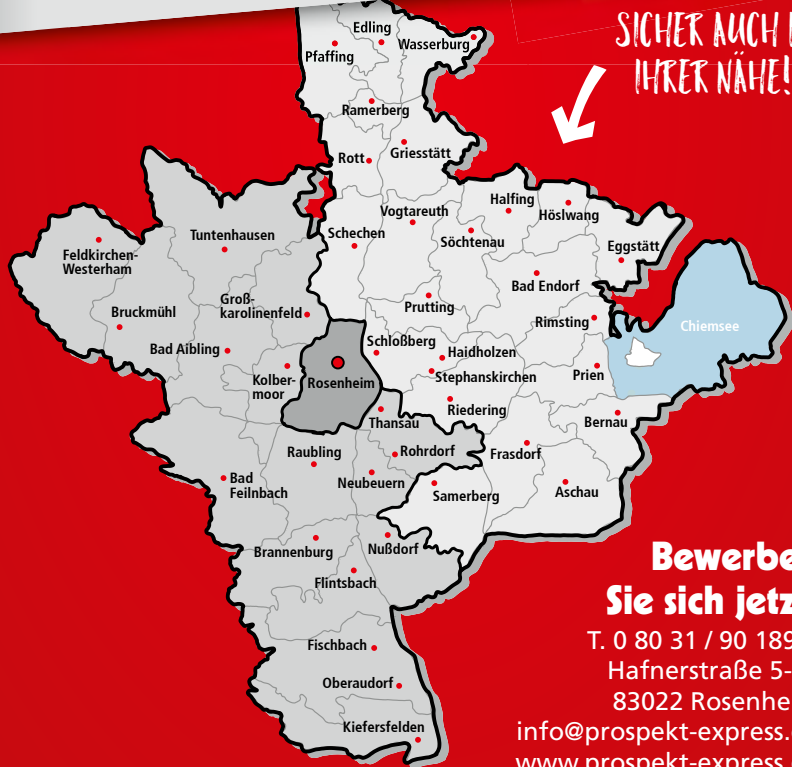 SICHER AUCH
IHRER NÄHE!
Edling
Wasserburg
Pfaffing
Ramerberg
Rott
Griesstätt
Halfing
Höslwang
Vogtareuth
Schechen
Söchtenau
Eggstätt
Tuntenhausen
Feldkirchen-
Westerham
Bad Endorf
Groß-
karolinenfeld
Bruckmühl
Prutting
Rimsting
Chiemsee
Schloßberg
Bad Aibling
Haidholzen
Kolber-
moor
Rosenheim
Stephanskirchen
Prien
Riedering
Thansau
Bernau
Raubling
Rohrdorf
Frasdorf
Bad
Feilnbach
Neubeuern
Samerberg
Aschau
Brannenburg
Nußdorf
Flintsbach
Fischbach
Oberaudorf
Kiefersfelden
Bewerbe
Sie sich jetz
T. 0 80 31 / 90 189
Hafnerstraße 5-
83022 Rosenhe
info@prospekt-express.
www.prospekt-express.